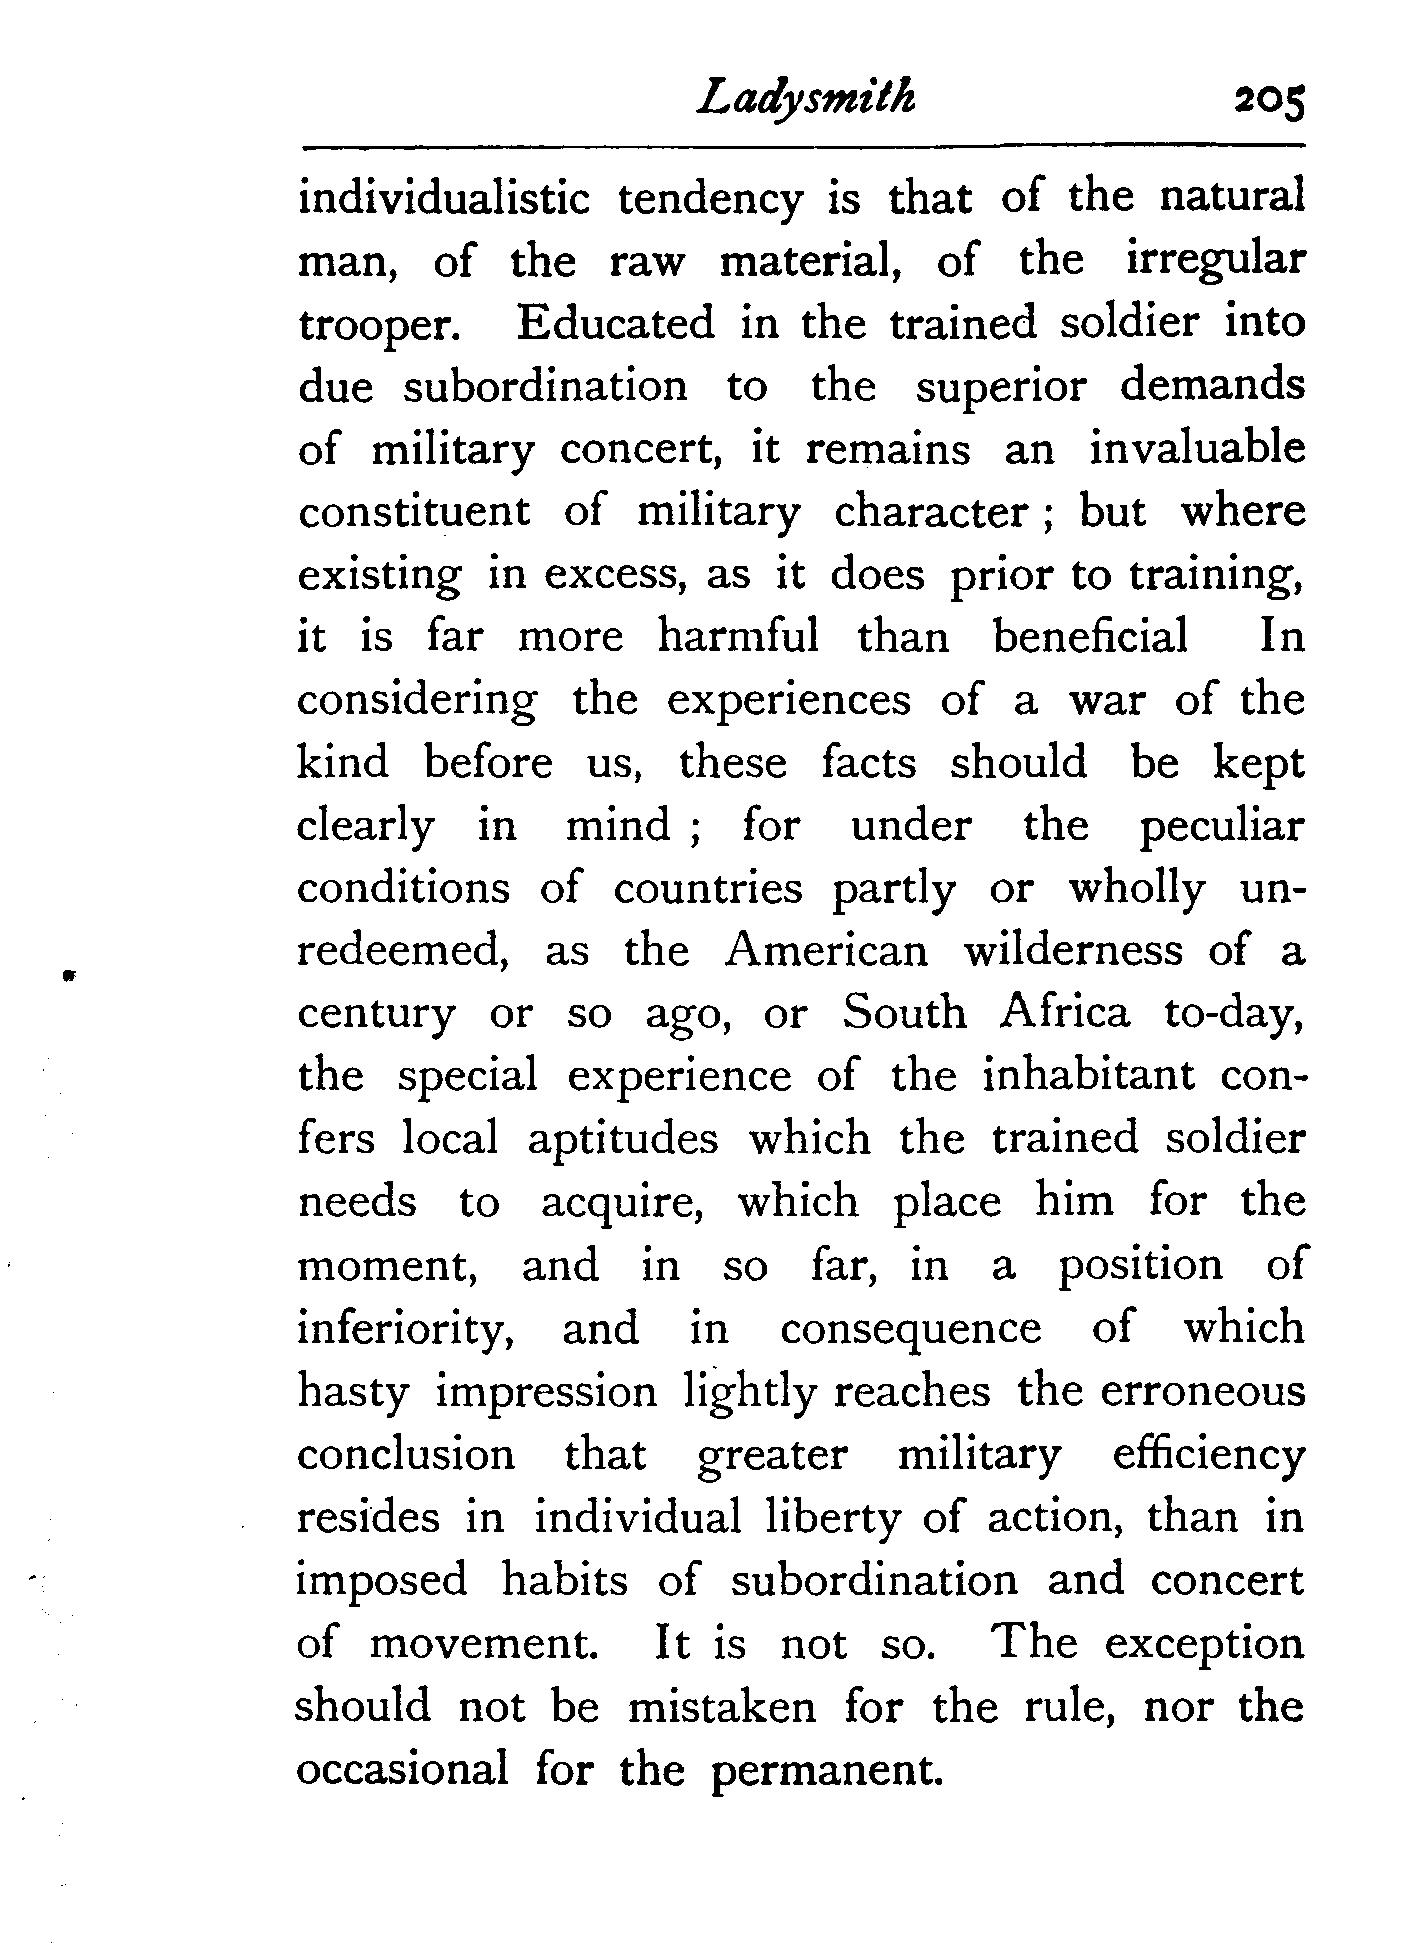 Ladysmith 205
individualistic tendency is that of the natural
man, of the raw material, of the irregular
trooper. Educated in the trained soldier into
due subordination to the superior demands
of military concert, it remains an invaluable
constituent of military character ; but where
existing in excess, as it does prior to training,
it is far more harmful than beneficial In
considering the experiences of a war of the
kind before us, these facts should be kept
clearly in mind ; for under the peculiar
conditions of countries partly or wholly un-
redeemed, as the American wilderness of a
century or so ago, or South Africa to-day,
the special experience of the inhabitant con-
fers local aptitudes which the trained soldier
needs to acquire, which place him for the
moment, and in so far, in a position of
inferiority, and in consequence of which
hasty impression lightly reaches the erroneous
conclusion that greater military efficiency
resides in individual liberty of action, than in
imposed habits of subordination and concert
of movement. It is not so. The exception
should not be mistaken for the rule, nor the
occasional for the permanent.